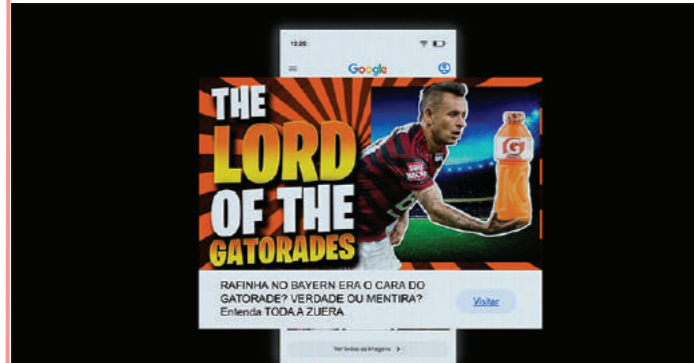 12:20
Google
THE
LORD
OF THE
GATORADES
G
RAFINHA NO BAYERN ERA O CARA DO
GATORADE? VERDADE OU MENTIRA?
Entenda TODA A ZUERA
Visitar
Ver todas as imagens >